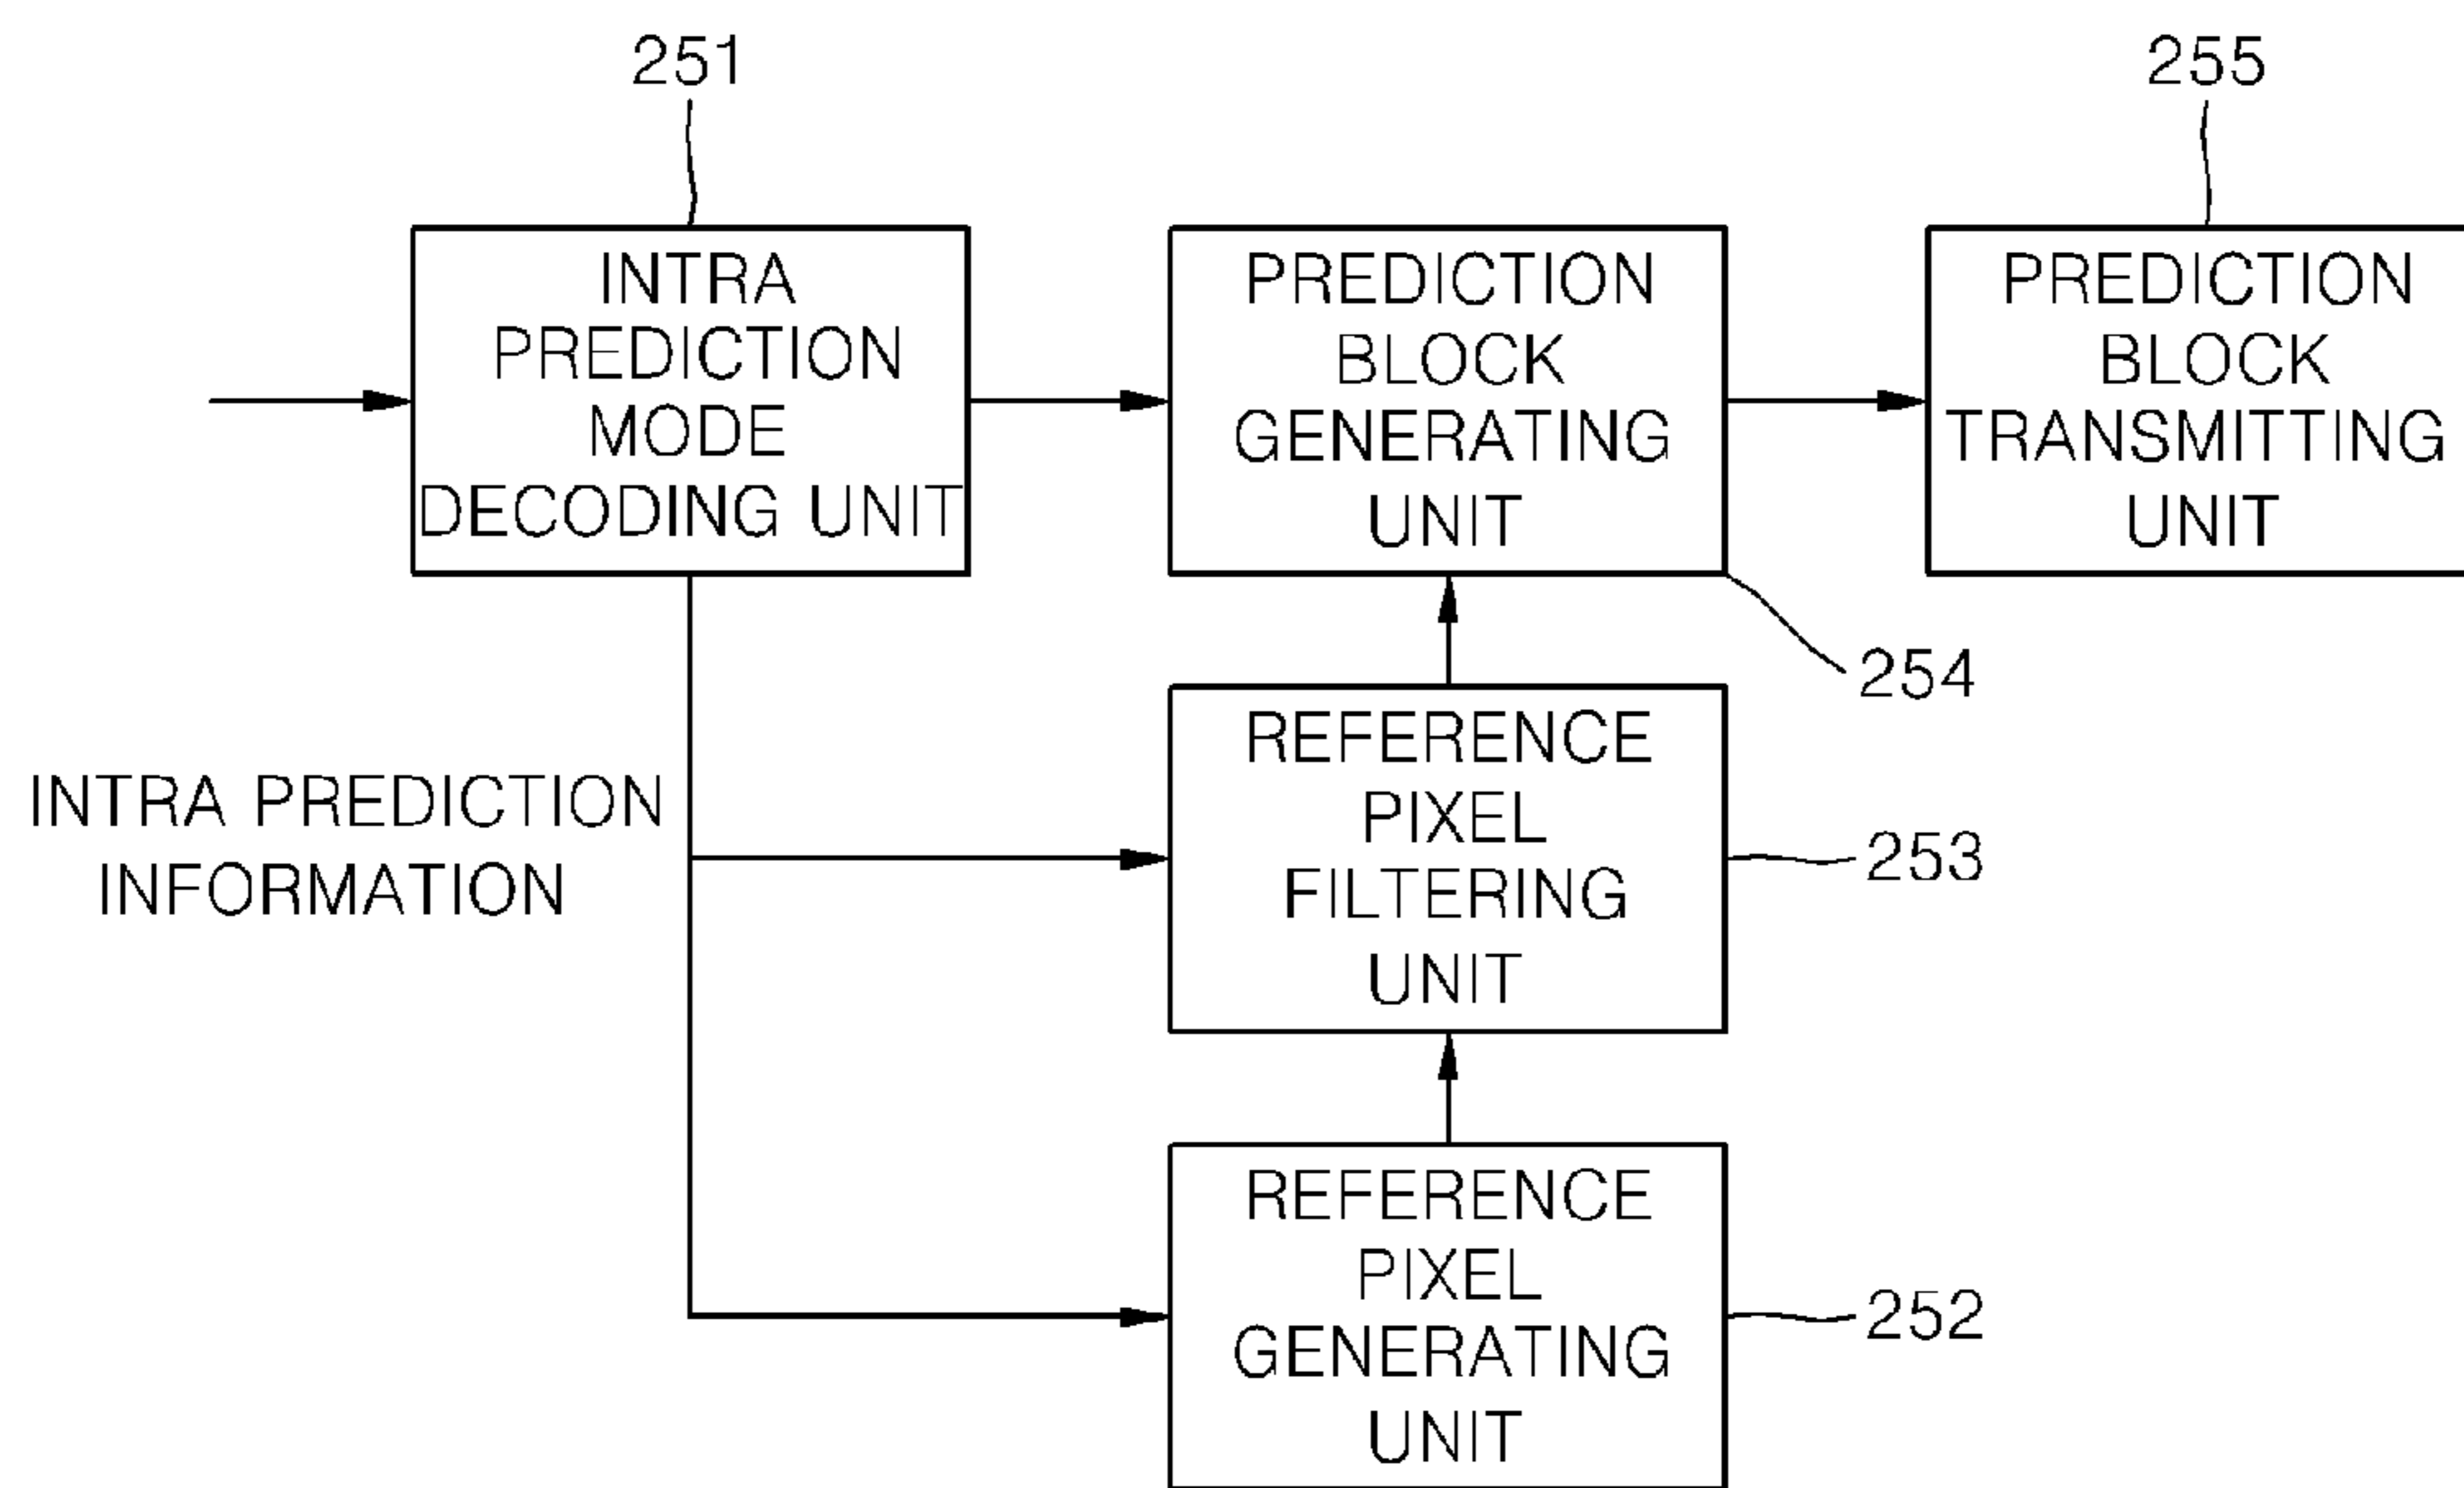 251
255
INTRA
PREDICTION
MODE
DECODING UNIT
PREDICTION
BLOCK
GENERATING
UNIT
PREDICTION
BLOCK
TRANSMITTING
UNIT
254
INTRA PREDICTION
INFORMATION
REFERENCE
PIXEL
FILTERING
UNIT
253
REFERENCE
PIXEL
GENERATING
UNIT
252